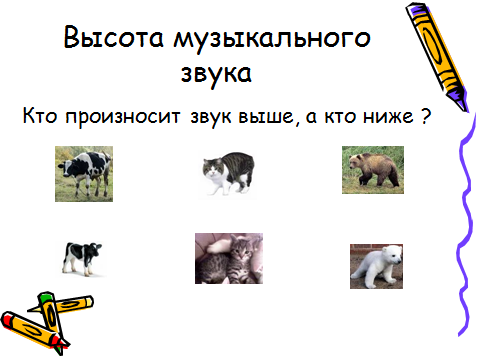 Высота музыкального
звука
Кто произносит звук выше, а кто ниже ?